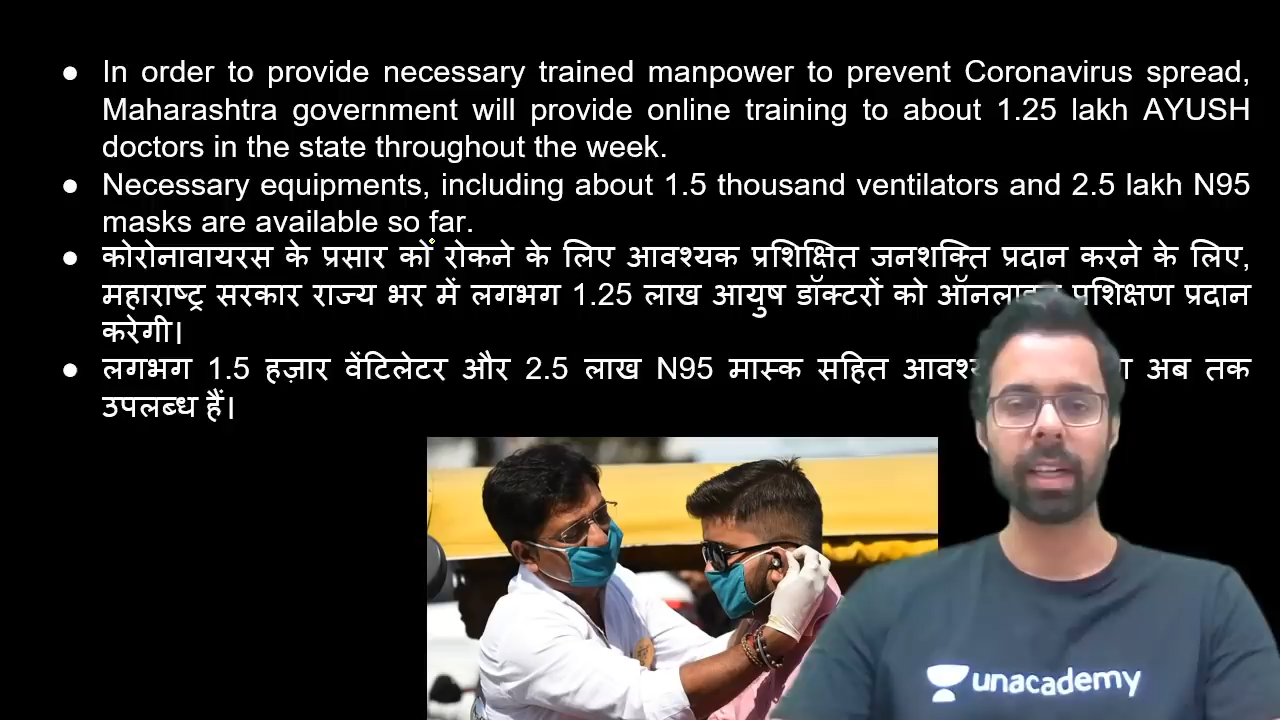 ● In order to provide necessary trained manpower to prevent Coronavirus spread,
Maharashtra government will provide online training to about 1.25 lakh AYUSH
doctors in the state throughout the week.
● Necessary equipments, including about 1.5 thousand ventilators and 2.5 lakh N95
masks are available so far.
● कोरोनावायरस के प्रसार को रोकने के लिए आवश्यक प्रशिक्षित जनशक्ति प्रदान करने के लिए,
महाराष्ट्र सरकार राज्य भर में लगभग 1.25 लाख आयुष डॉक्टरों को प्रशिक्षण प्रदान
करेगी।
● लगभग 1.5 हज़ार वेंटिलेटर और 2.5 लाख N95 मास्क सहित अब तक
उपलब्ध हैं।
unacademy